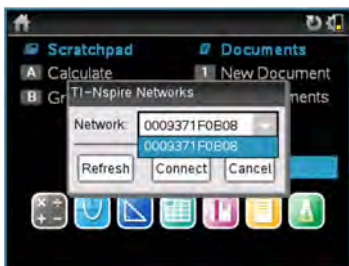 Scratchpad Documents
A Calculate 1 New Document
B Gr ments
TI-Nspire Networks
Network: 0009371F0B08
0009371F0B08
Refresh Connect Cancel